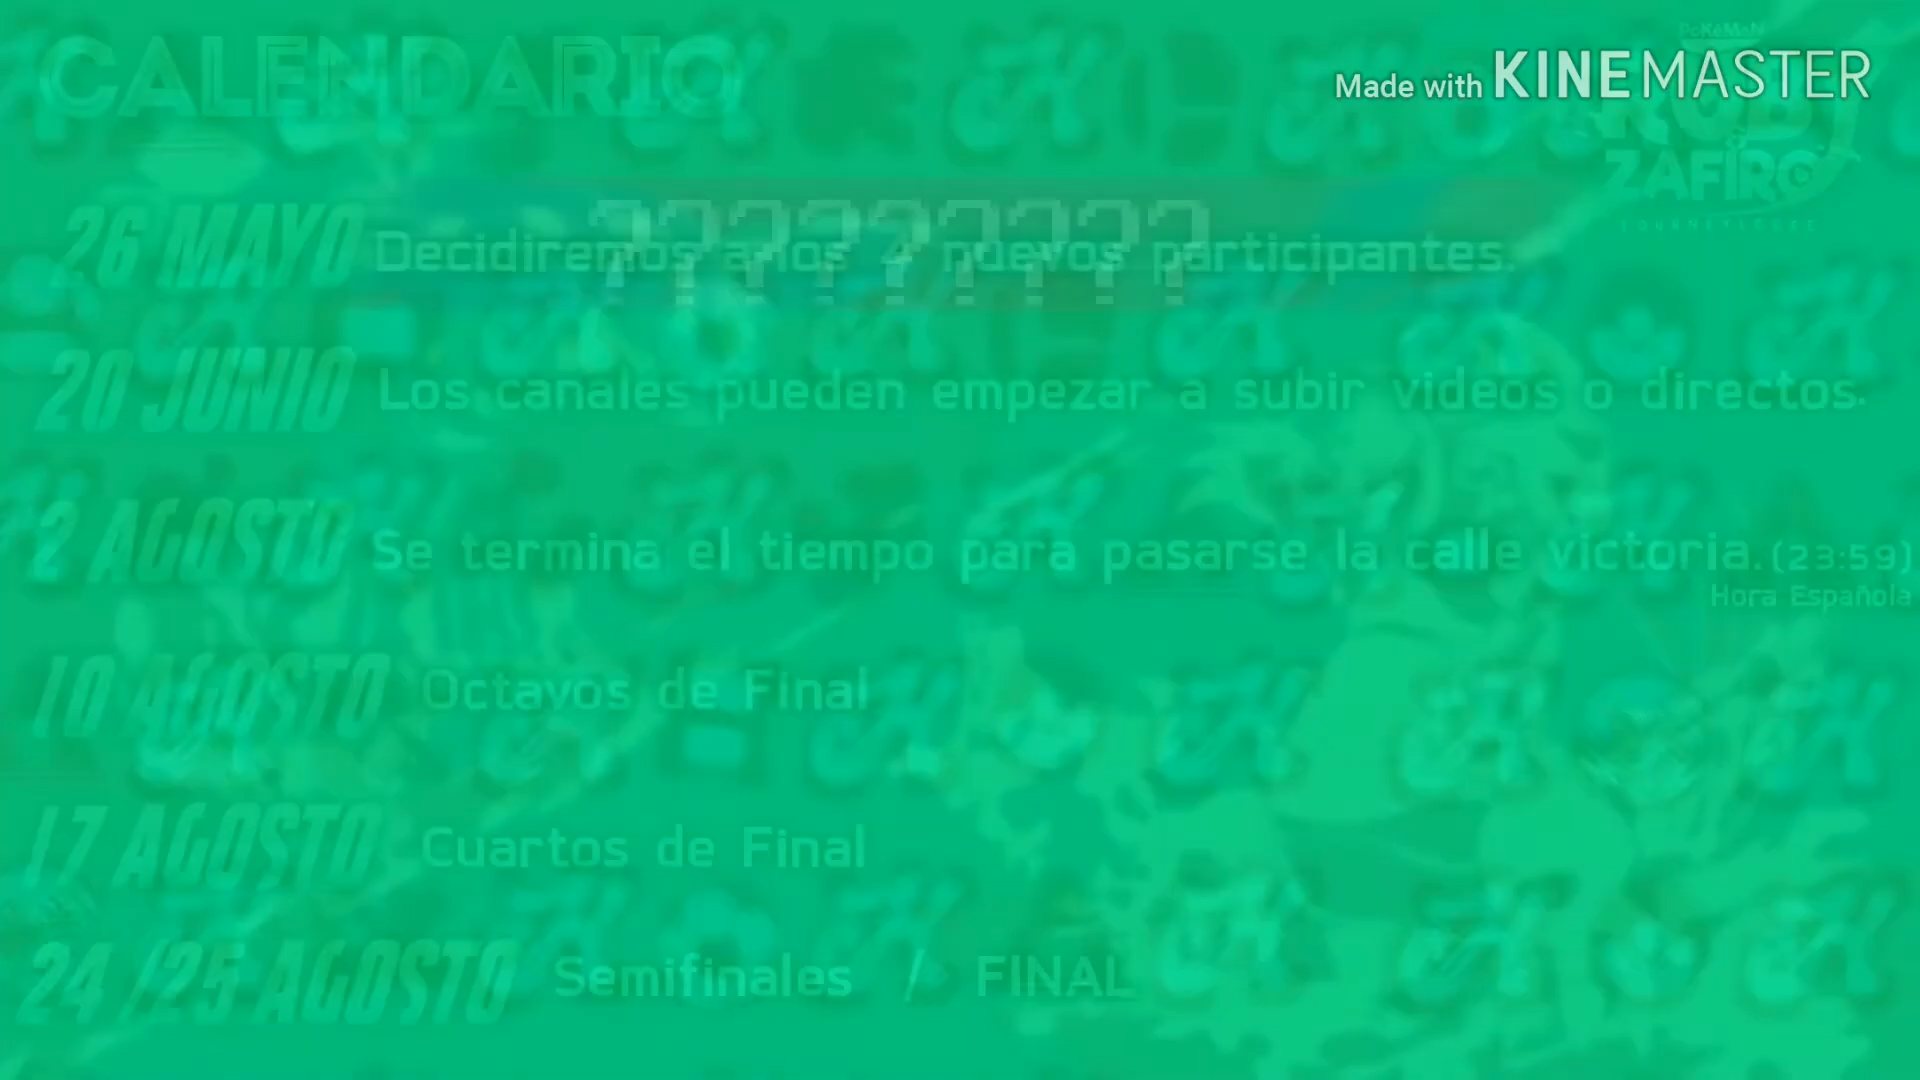 PoKéMoN
CALENDARIO
Made with KINEMASTER
RUBÍ
ZAFIRO
26 MAYO Decidiremos a los 4 nuevos participantes.
?????????
20 JUNIO Los canales pueden empezar a subir videos o directos.
2 AGOSTO Se termina el tiempo para pasarse la calle victoria. (23:59)
Hora Española
10 AGOSTO Octavos de Final
17 AGOSTO Cuartos de Final
24 /25 AGOSTO Semifinales / FINAL